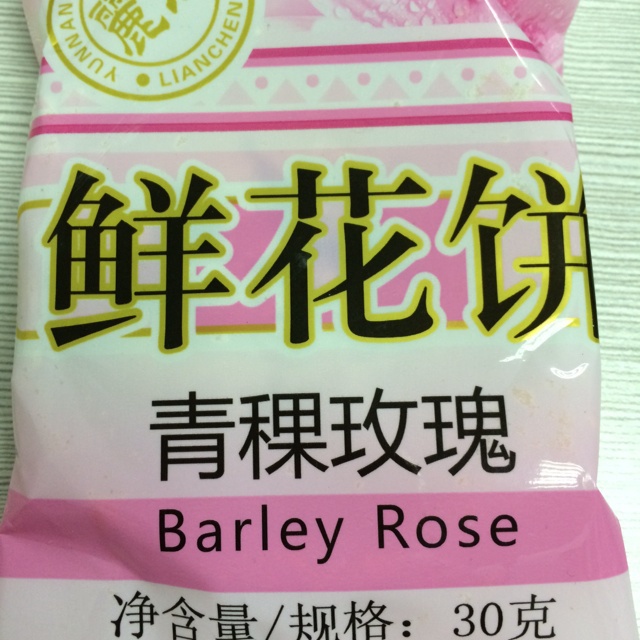 麗
YUNNAN LIANCHEN
鲜花饼
青稞玫瑰
Barley Rose
净含量/规格：30克